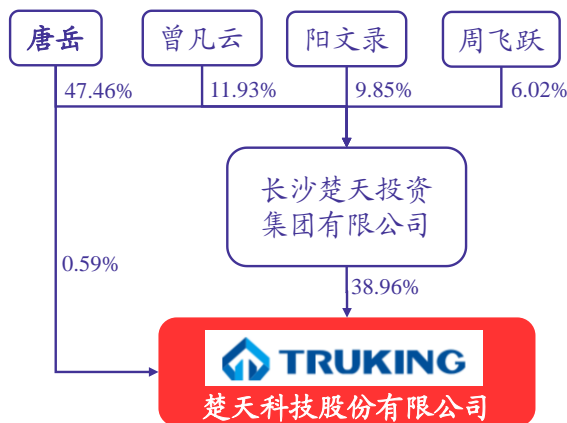 唐岳
曾凡云
阳文录
周飞跃
47.46%
11.93%
9.85%
6.02%
长沙楚天投资
集团有限公司
0.59%
38.96%
TRUKING
楚天科技股份有限公司